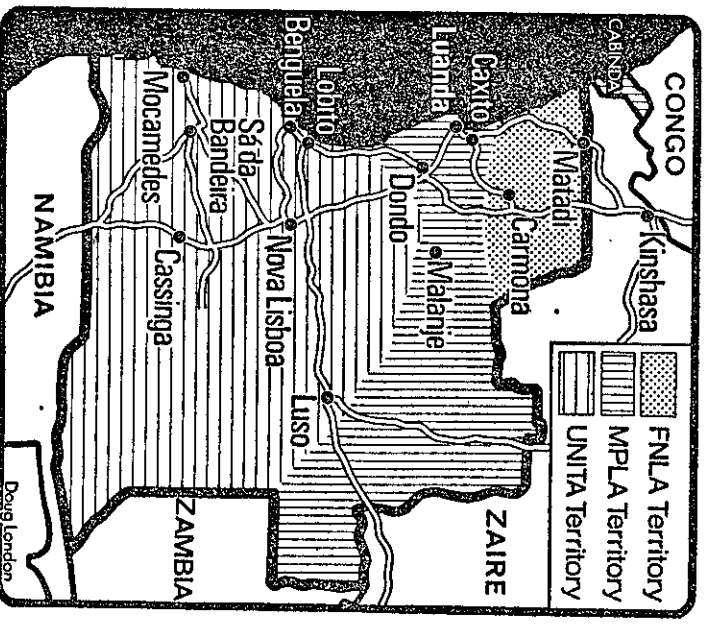 CONGO
CABINDA
Kinshasa
Matadi
Carmona
Caxito
Luanda
Dondo
Malanje
Lobito
Benguela
Nova Lisboa
Luso
Sá da
Bandeira
Mocamedes
Cassinga
ZAIRE
ZAMBIA
NAMIBIA
FNLA Territory
MPLA Territory
UNITA Territory
Doug London